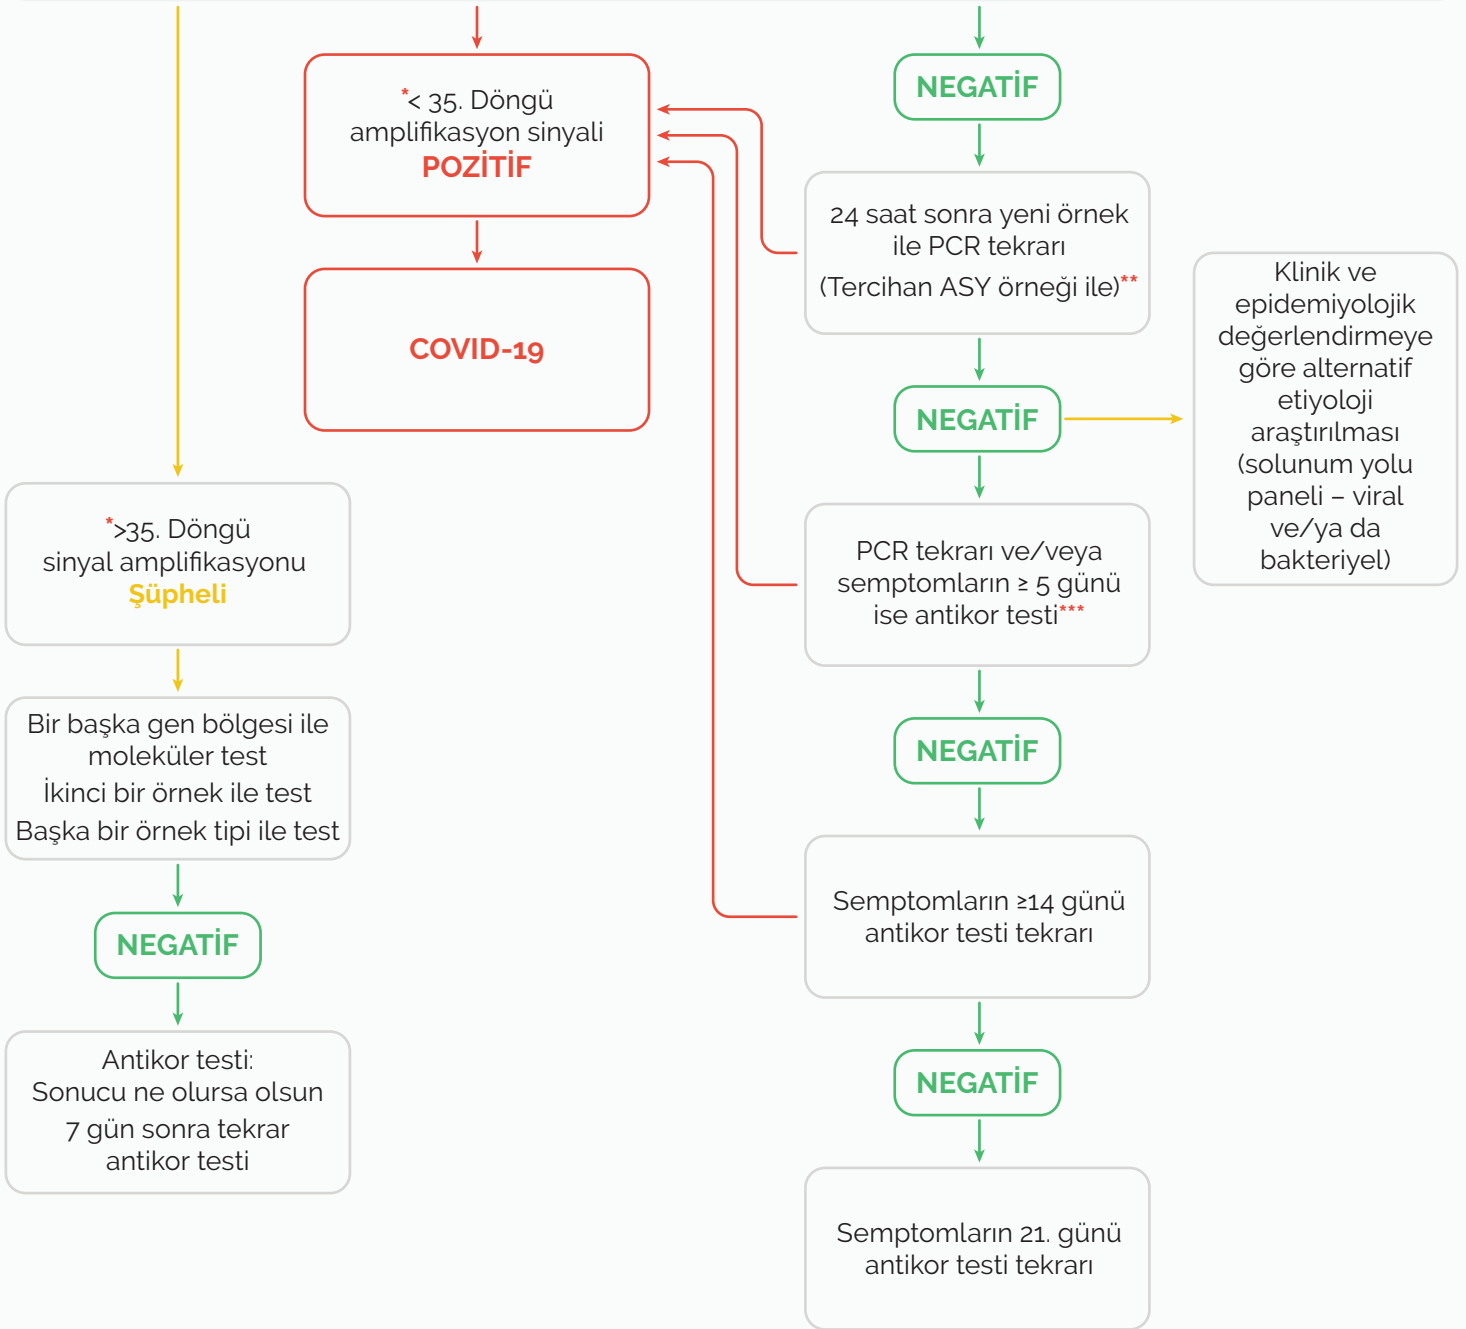 *< 35. Döngü
amplifikasyon sinyali
POZİTİF
COVID-19
*>35. Döngü
sinyal amplifikasyonu
Şüpheli
Bir başka gen bölgesi ile
moleküler test
İkinci bir örnek ile test
Başka bir örnek tipi ile test
NEGATİF
Antikor testi:
Sonucu ne olursa olsun
7 gün sonra tekrar
antikor testi
NEGATİF
24 saat sonra yeni örnek
ile PCR tekrarı
(Tercihan ASY örneği ile)**
NEGATİF
Klinik ve
epidemiyolojik
değerlendirmeye
göre alternatif
etiyoloji
araştırılması
(solunum yolu
paneli – viral
ve/ya da
bakteriyel)
PCR tekrarı ve/veya
semptomların ≥ 5 günü
ise antikor testi***
NEGATİF
Semptomların ≥14 günü
antikor testi tekrarı
NEGATİF
Semptomların 21. günü
antikor testi tekrarı